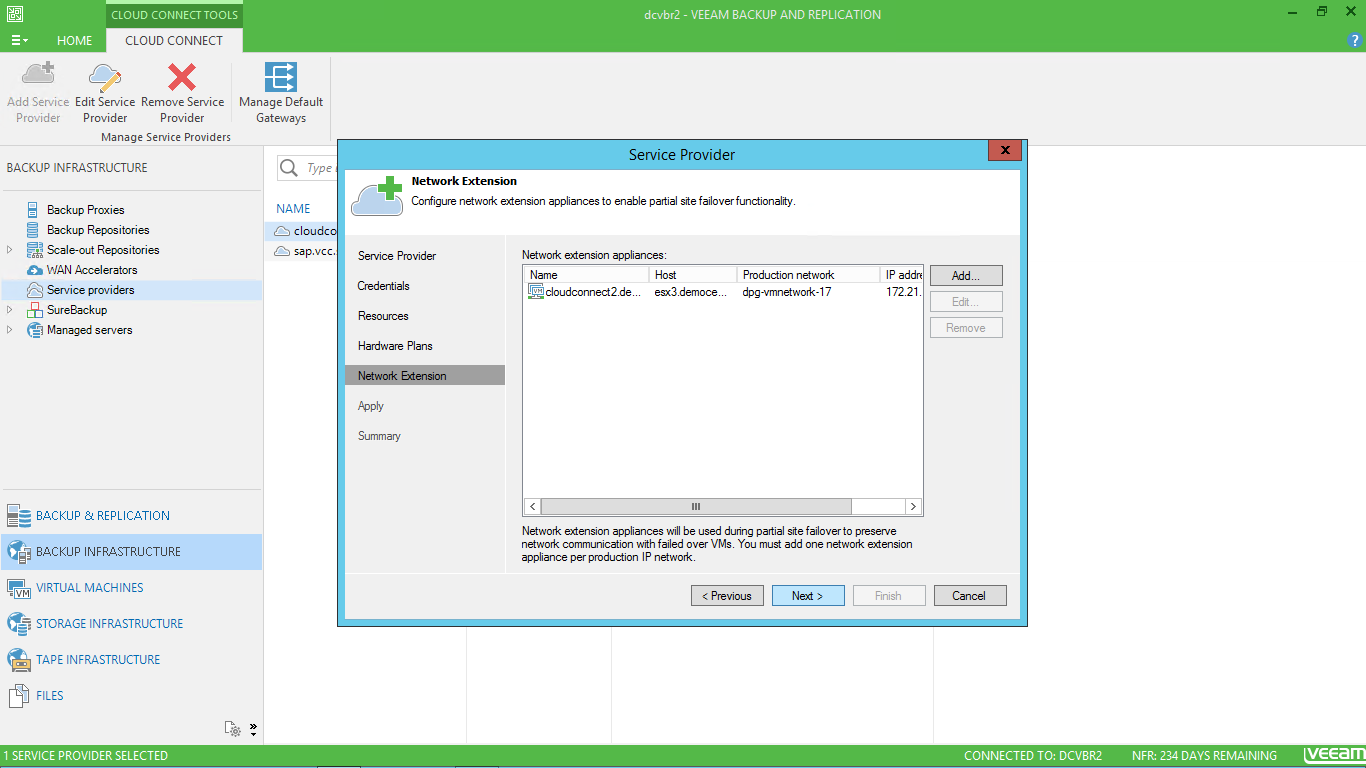 CLOUD CONNECT TOOLS
dcvbr2 - VEEAM BACKUP AND REPLICATION
HOME
CLOUD CONNECT
?
Add Service
Provider
Edit Service
Provider
Remove Service
Provider
Manage Default
Gateways
Manage Service Providers
BACKUP INFRASTRUCTURE
Backup Proxies
Backup Repositories
Scale-out Repositories
WAN Accelerators
Service providers
SureBackup
Managed servers
BACKUP & REPLICATION
BACKUP INFRASTRUCTURE
VIRTUAL MACHINES
STORAGE INFRASTRUCTURE
TAPE INFRASTRUCTURE
FILES
Type
NAME
cloudco
sap.vcc.
Service Provider
x
Network Extension
Configure network extension appliances to enable partial site failover functionality.
Service Provider
Credentials
Resources
Hardware Plans
Network Extension
Apply
Summary
Network extension appliances:
Name Host Production network IP addre
cloudconnect2.de... esx3.democe... dpg-vmnetwork-17 172.21.
Add...
Edit...
Remove
Network extension appliances will be used during partial site failover to preserve
network communication with failed over VMs. You must add one network extension
appliance per production IP network.
< Previous
Next >
Finish
Cancel
1 SERVICE PROVIDER SELECTED
CONNECTED TO: DCVBR2
NFR: 234 DAYS REMAINING
veeam